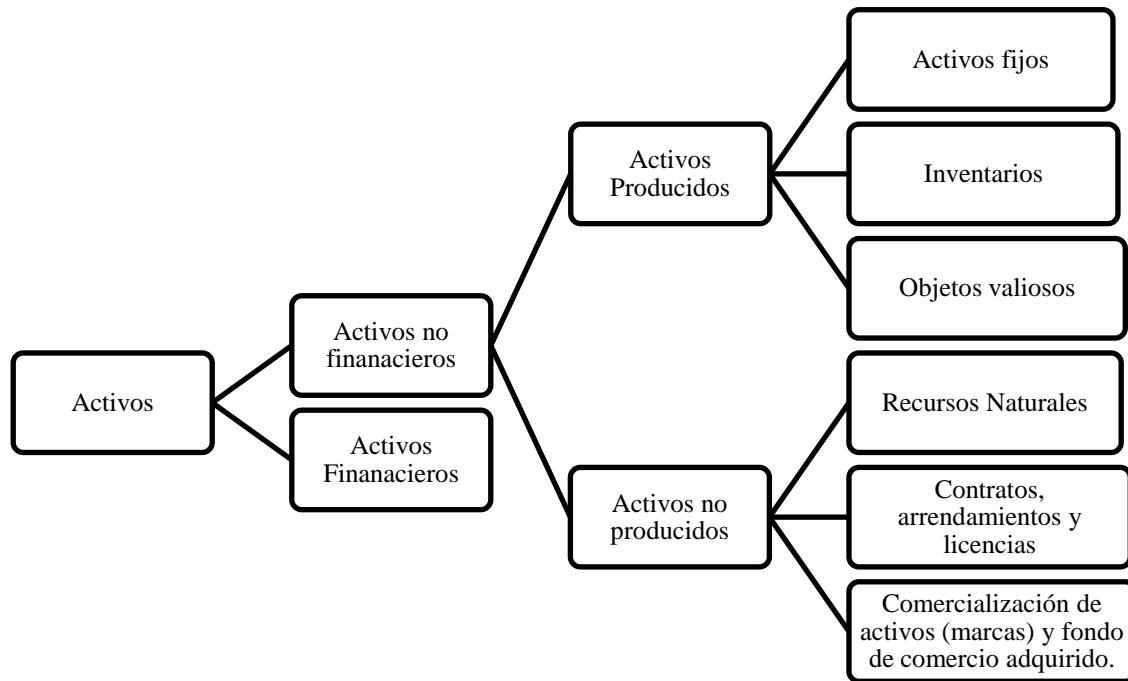 Activos
Activos no
finanacieros
Activos
Finanacieros
Activos
Producidos
Activos no
producidos
Activos fijos
Inventarios
Objetos valiosos
Recursos Naturales
Contratos,
arrendamientos y
licencias
Comercialización de
activos (marcas) y fondo
de comercio adquirido.